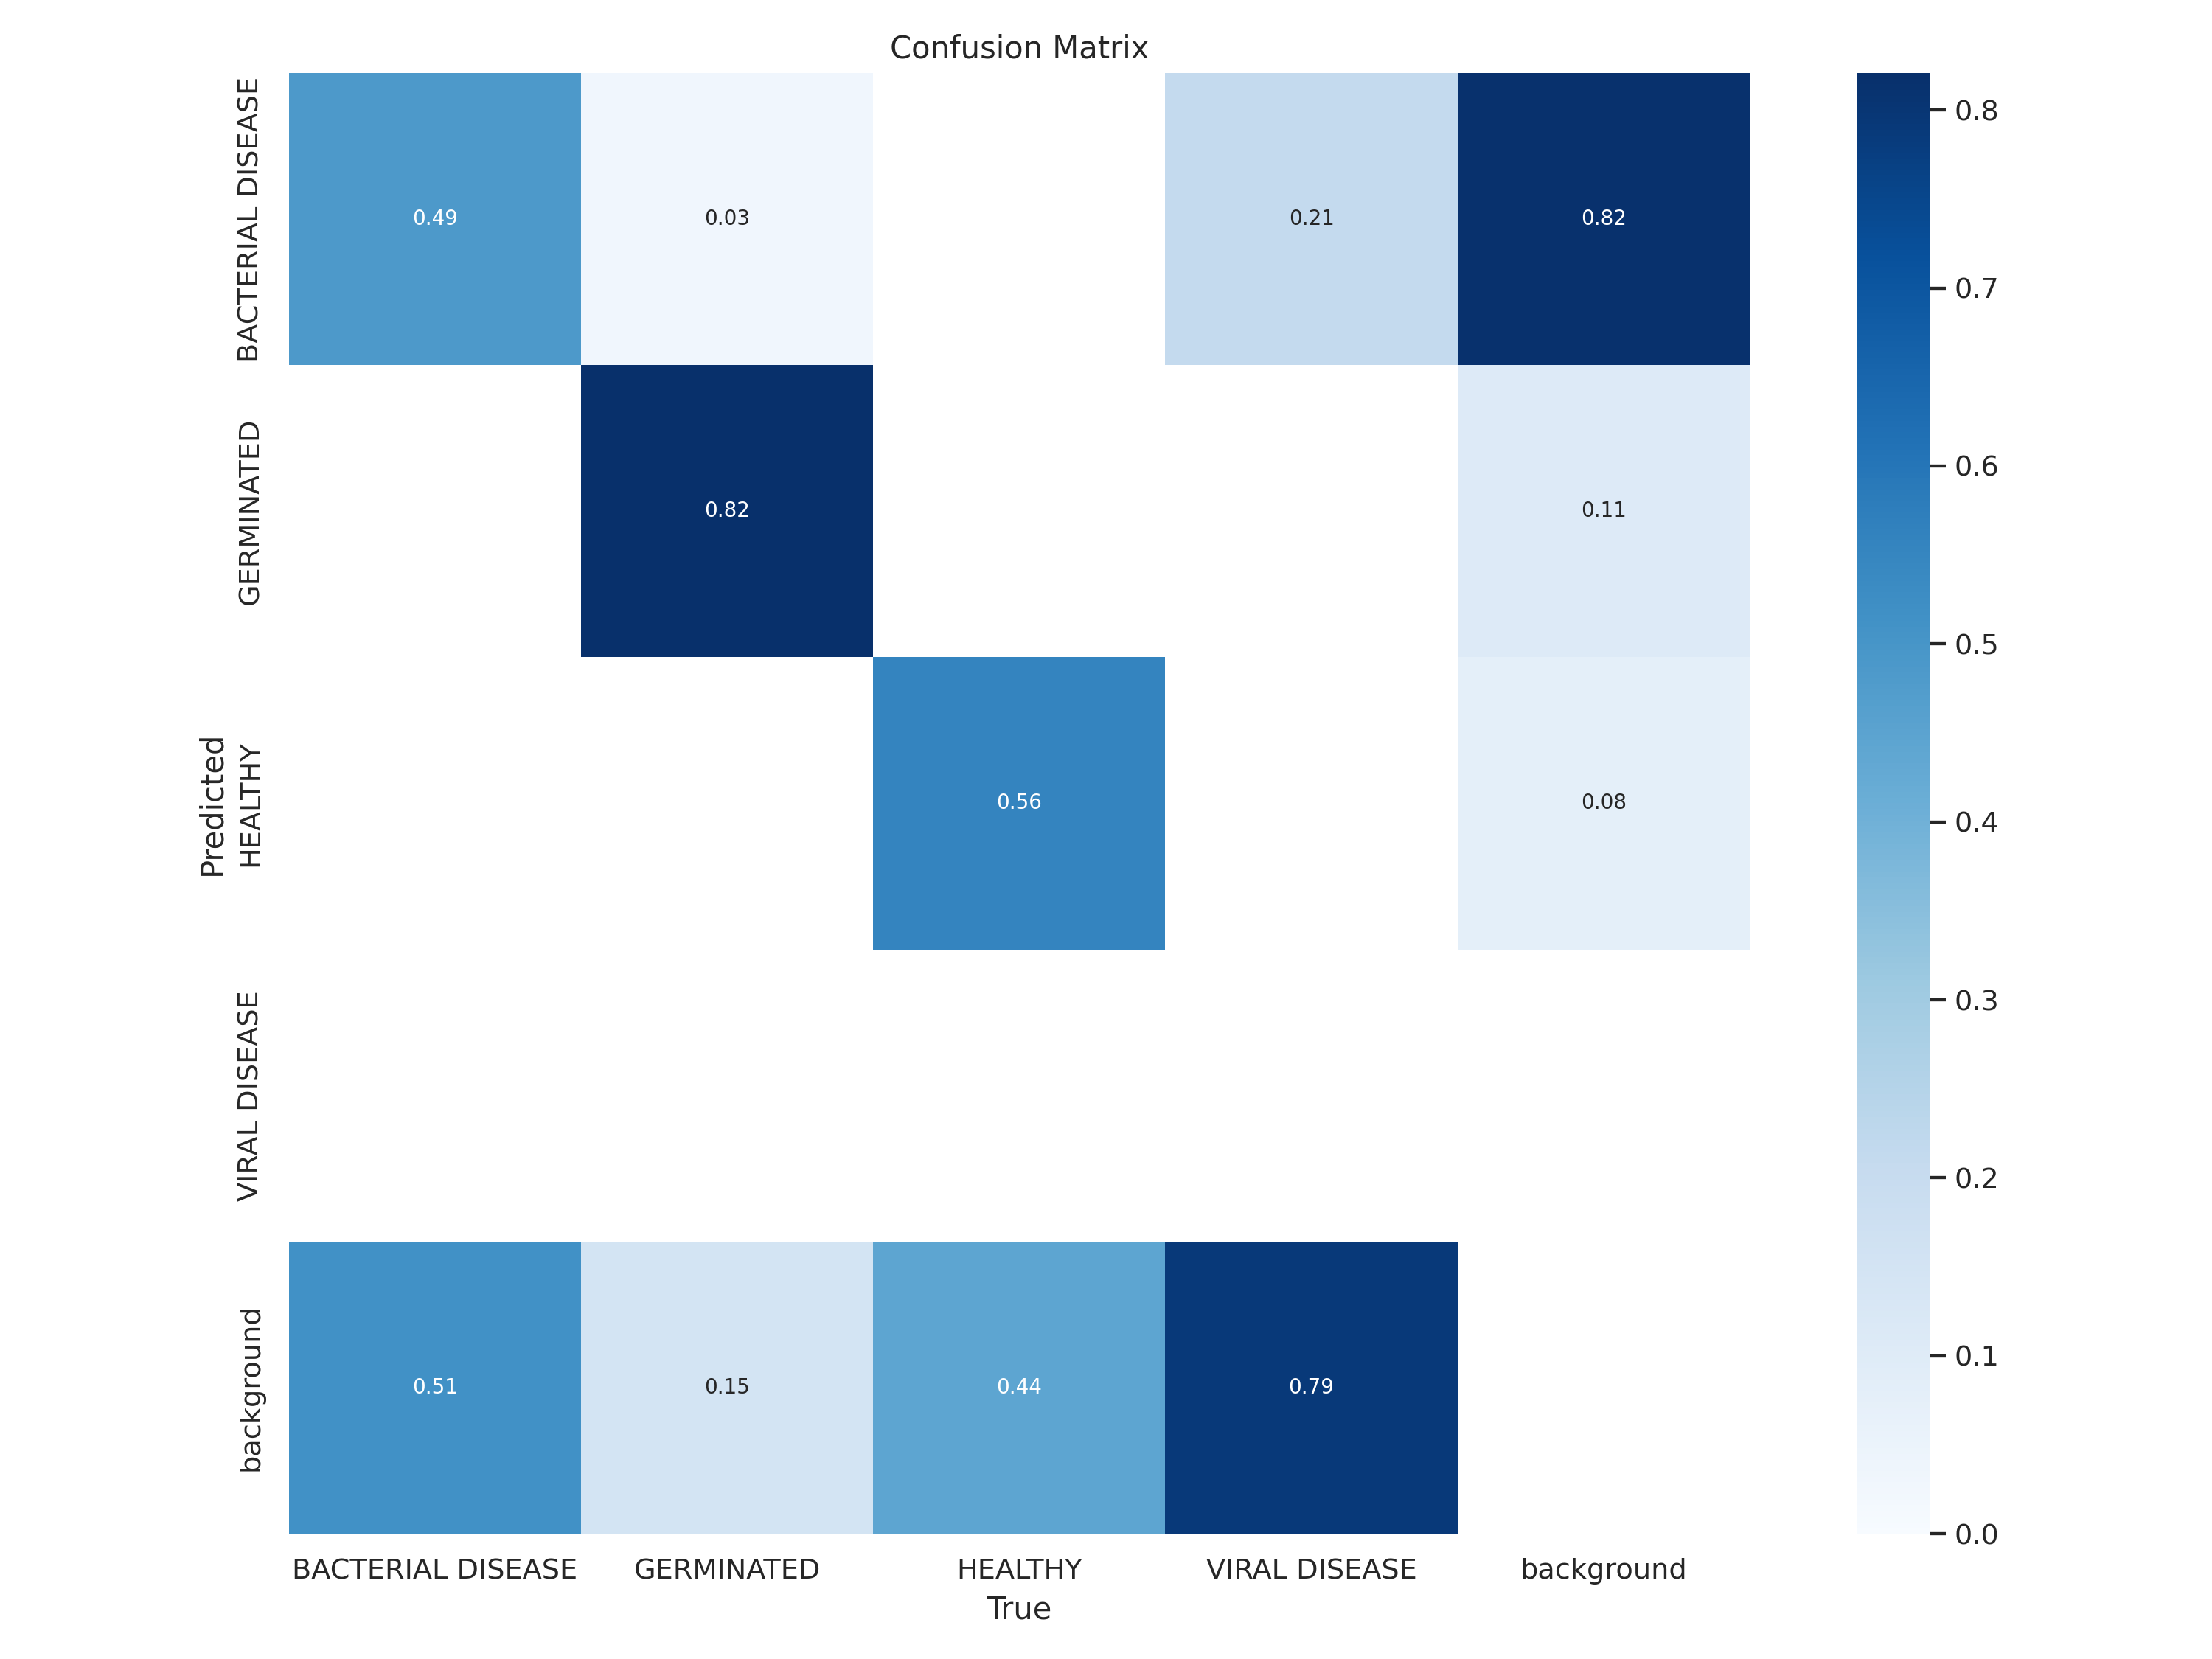 Confusion Matrix
BACTERIAL DISEASE
0.49
0.03
0.21
0.82
GERMINATED
0.82
0.11
Predicted
HEALTHY
0.56
0.08
VIRAL DISEASE
background
0.51
0.15
0.44
0.79
BACTERIAL DISEASE
GERMINATED
HEALTHY
VIRAL DISEASE
background
True
0.8
0.7
0.6
0.5
0.4
0.3
0.2
0.1
0.0